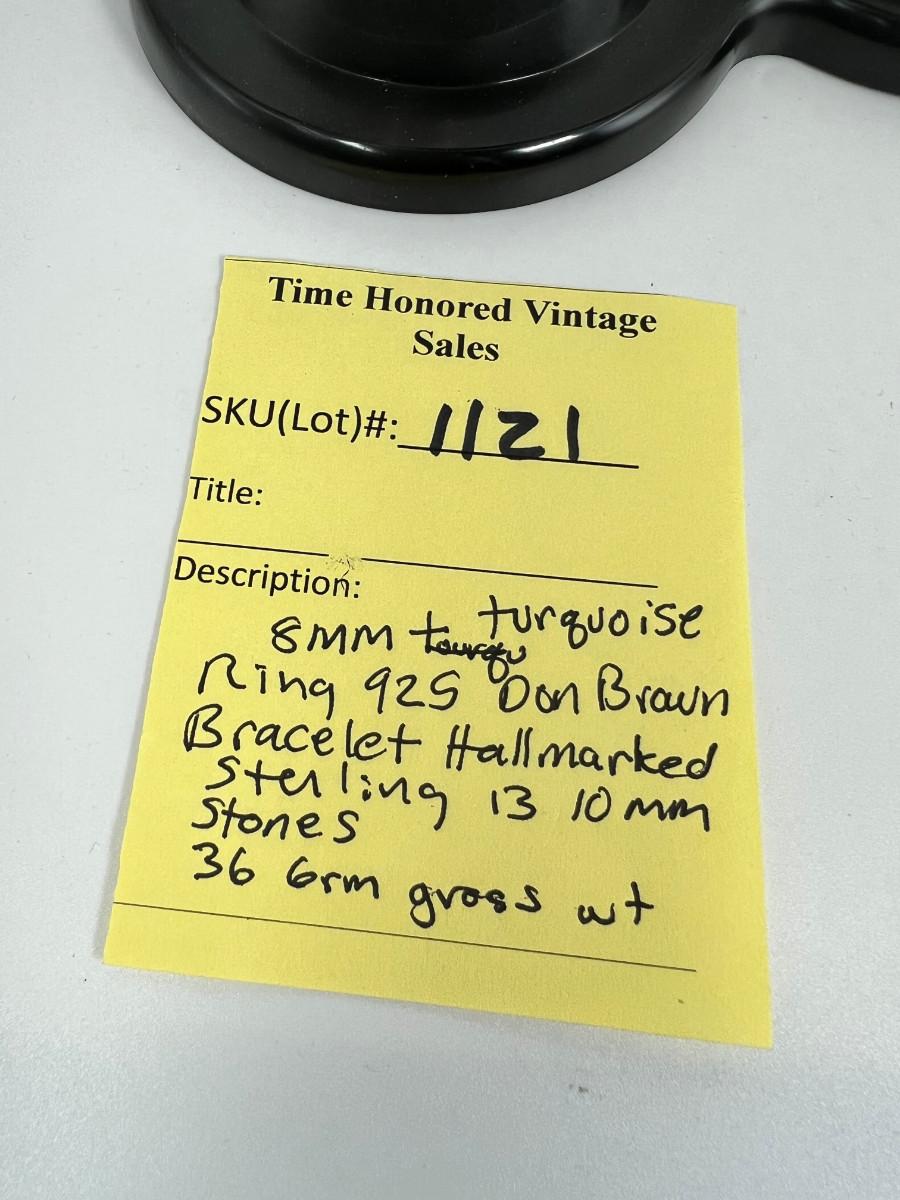 Time Honored Vintage
Sales
SKU(Lot)#: 1121
Title:
Description:
8MM tourqu turquoise
Ring 925 Don Brown
Bracelet Hallmarked
Sterling 13 10mm
Stones
36 Grm gross wt